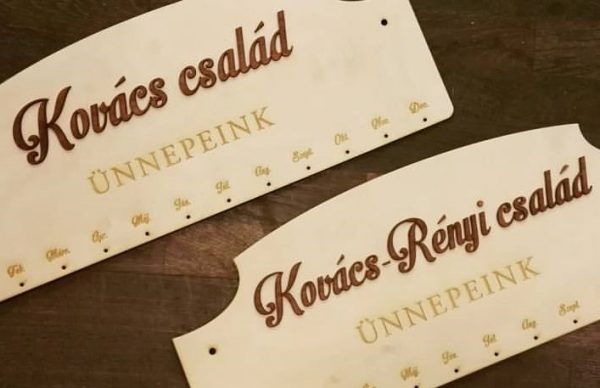 Kovács család
ÜNNEPEINK
Feb. Márc. Ápr. Máj. Jún. Júl. Aug. Szept. Okt. Nov. Dec.
Kovács-Rényi család
ÜNNEPEINK
Máj. Jún. Júl. Aug. Szept.